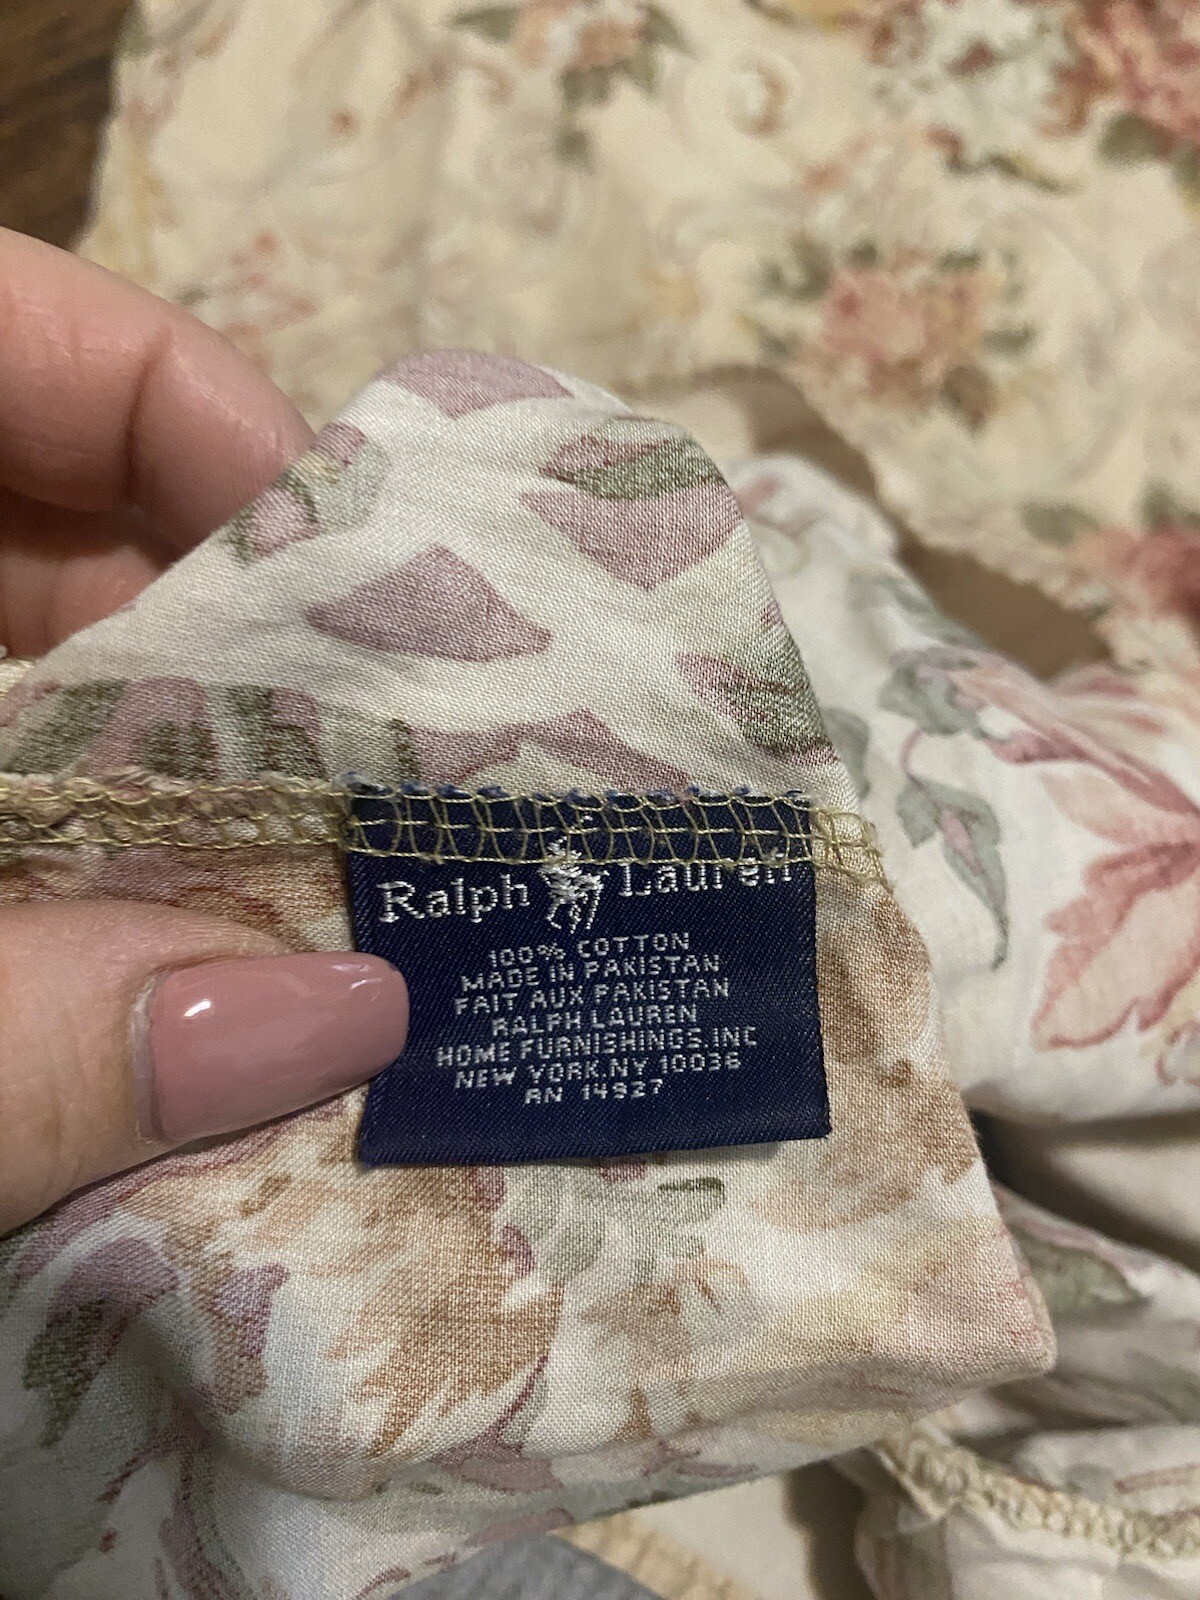 Ralph Lauren
100% COTTON
MADE IN PAKISTAN
FAIT AUX PAKISTAN
RALPH LAUREN
HOME FURNISHINGS INC
NEW YORK.NY 10036
RN 14927